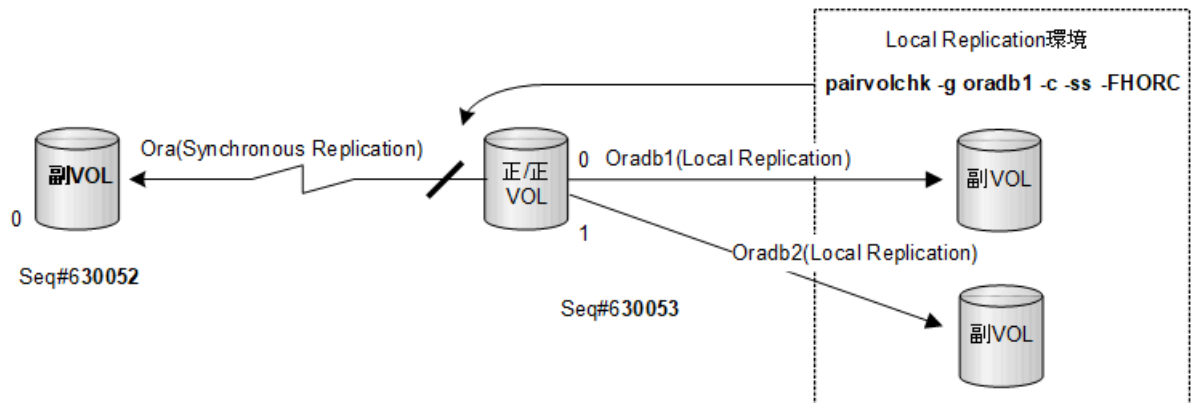 Local Replication環境
pairvolchk -g oradb1 -c -ss -FHORC
Ora(Synchronous Replication)
副VOL
0
Seq#630052
正/正
VOL
0
1
Seq#630053
Oradb1(Local Replication)
副VOL
Oradb2(Local Replication)
副VOL